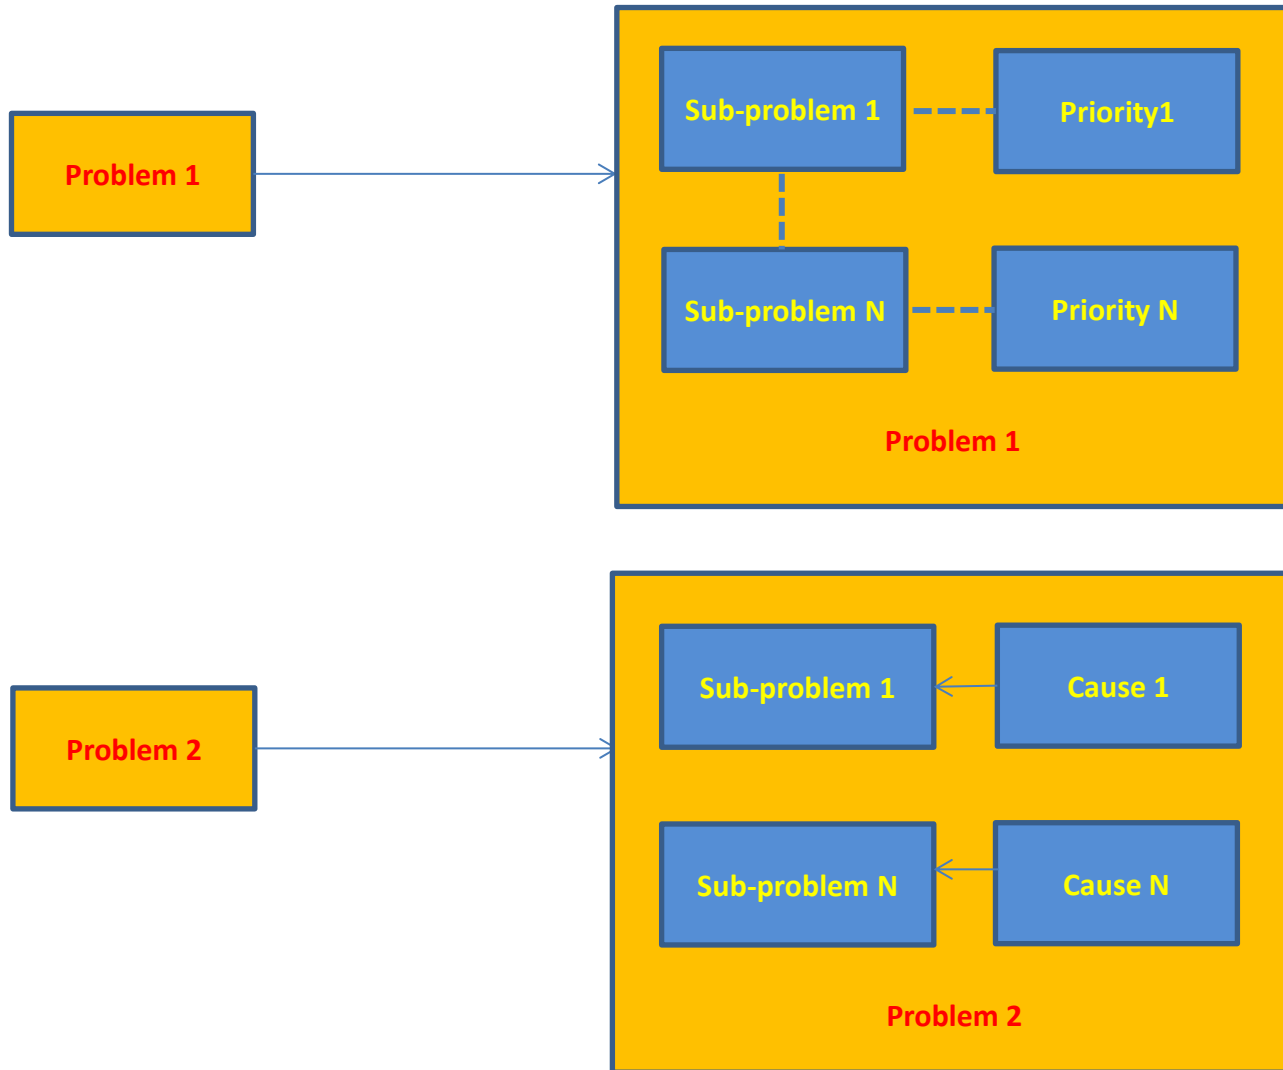 Sub-problem 1
Priority1
Problem 1
Sub-problem N
Priority N
Problem 1
Sub-problem 1
Cause 1
Problem 2
Sub-problem N
Cause N
Problem 2